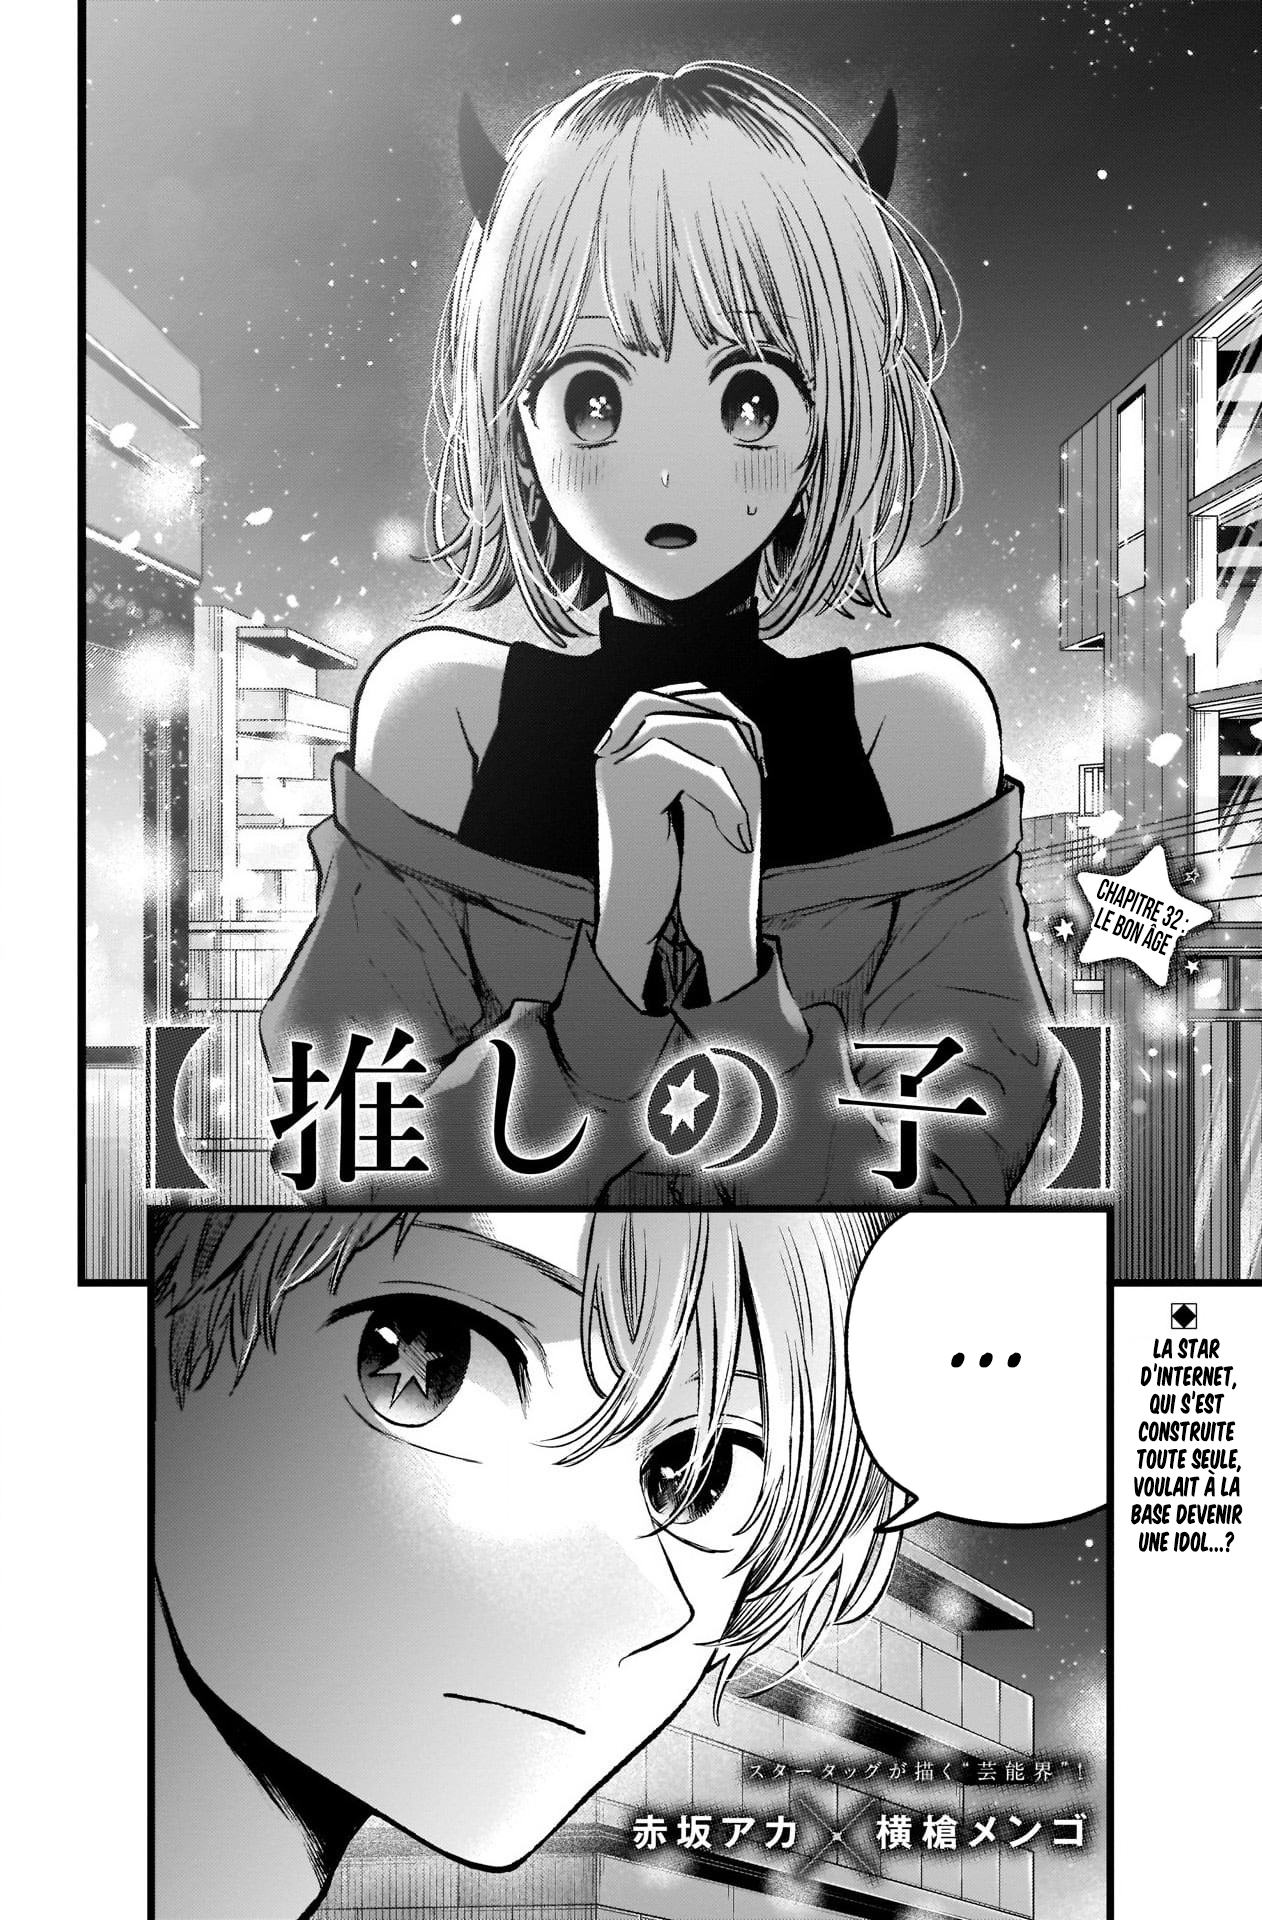 CHAPITRE 32 :
LE BON ÂGE
【推しの子】
...
LA STAR
D'INTERNET,
QUI S'EST
CONSTRUITE
TOUTE SEULE,
VOULAIT À LA
BASE DEVENIR
UNE IDOL...?
スタータッグが描く“芸能界”！
赤坂アカ×横槍メンゴ